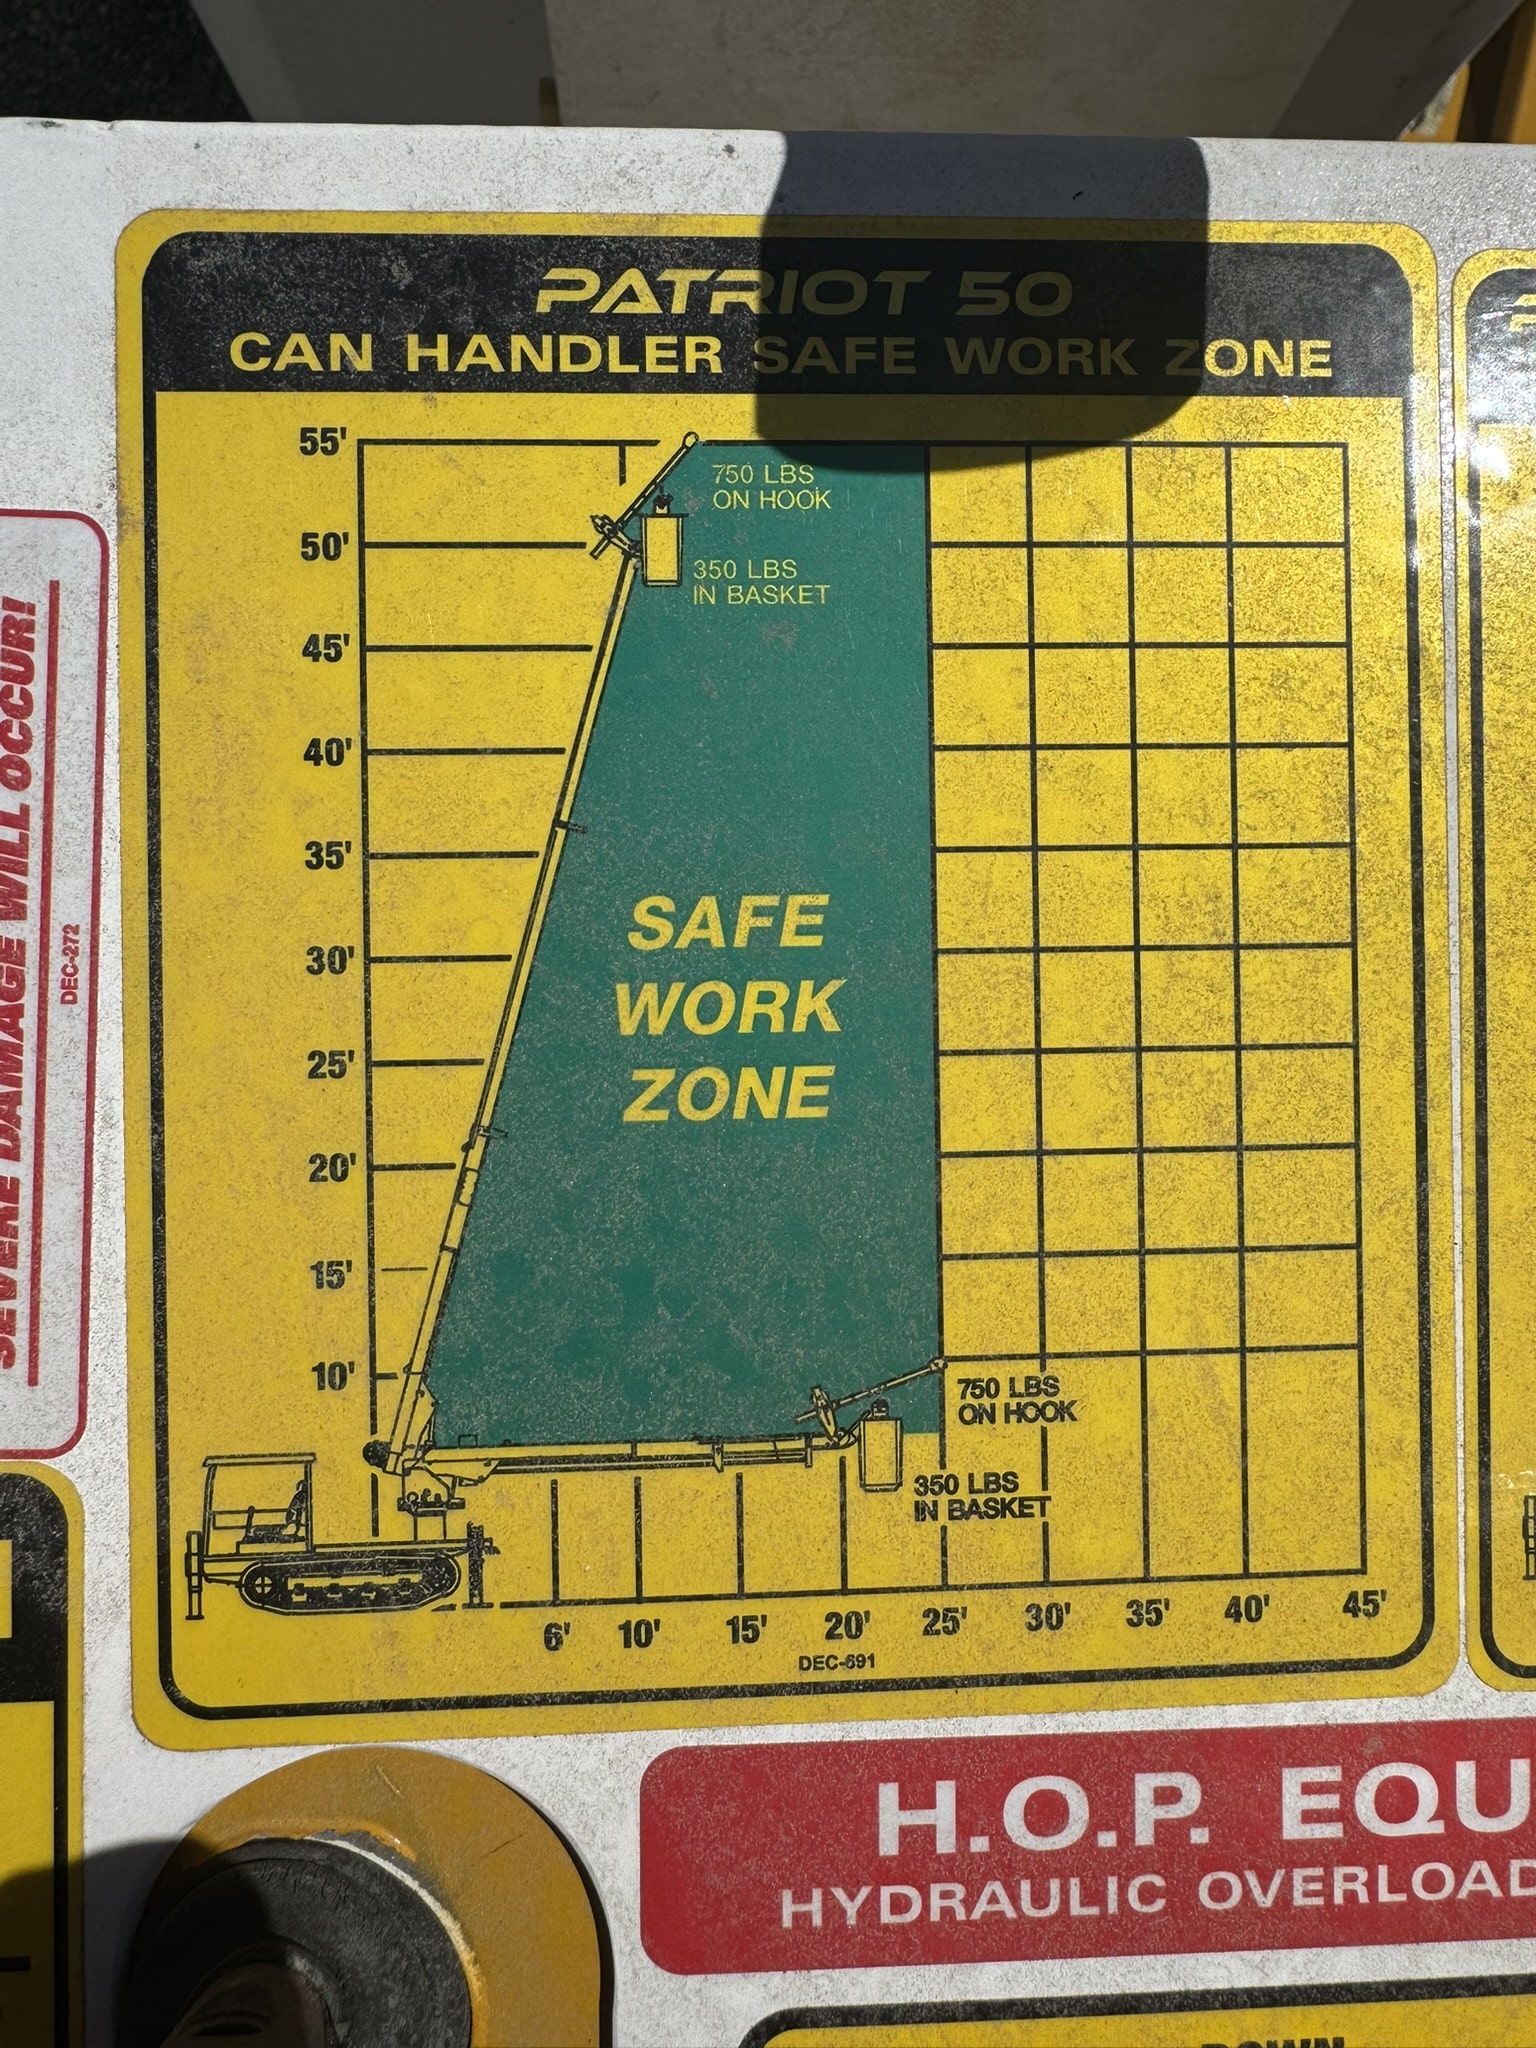 PATRIOT 50
CAN HANDLER SAFE WORK ZONE
55'
750 LBS
ON HOOK
50'
350 LBS
IN BASKET
45'
40'
35'
SAFE
WORK
ZONE
30'
25'
20'
15'
10'
750 LBS
ON HOOK
350 LBS
IN BASKET
6' 10' 15' 20' 25' 30' 35' 40' 45'
DEC-691
SEVERE DAMAGE WILL OCCUR!
DEC-272
H.O.P. EQU
HYDRAULIC OVERLOAD
DOWN